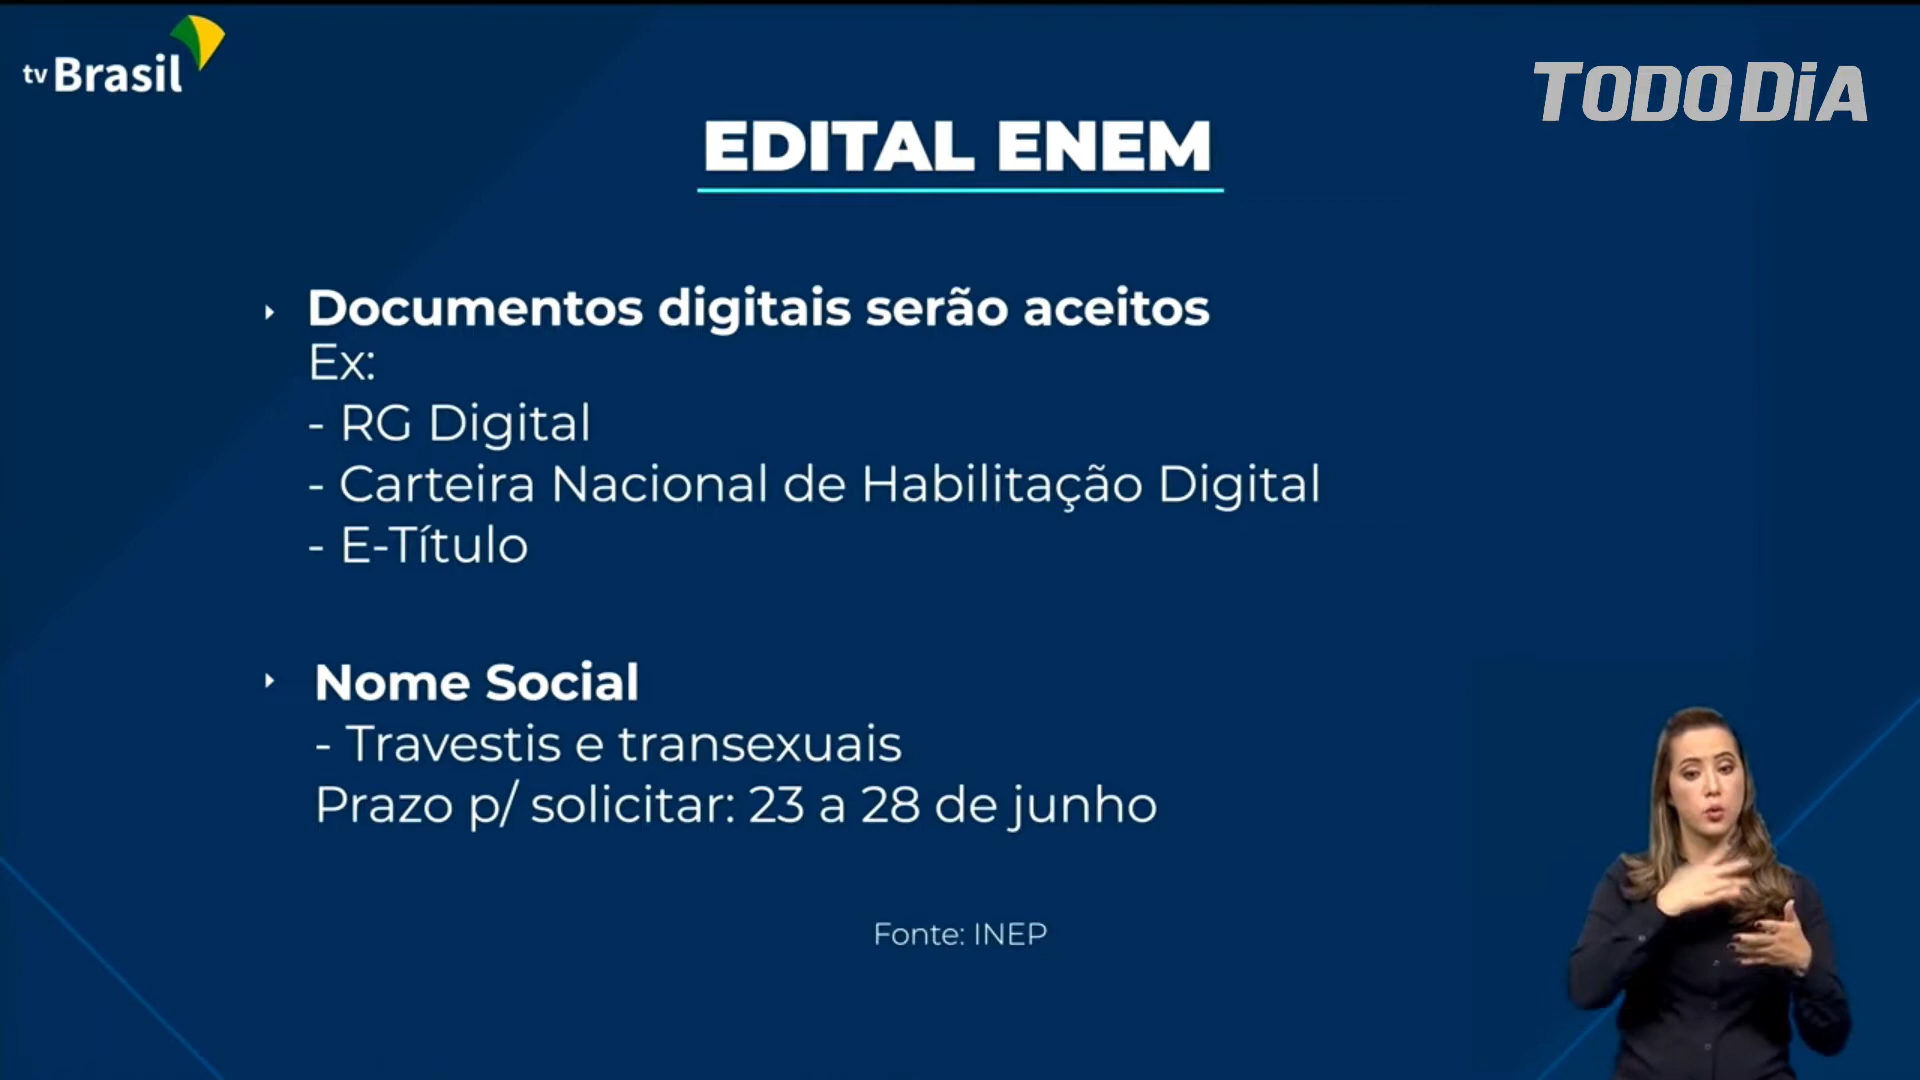 tv Brasil
TODO DiA
EDITAL ENEM
Documentos digitais serão aceitos
Ex:
- RG Digital
- Carteira Nacional de Habilitação Digital
- E-Título
Nome Social
- Travestis e transexuais
Prazo p/ solicitar: 23 a 28 de junho
Fonte: INEP